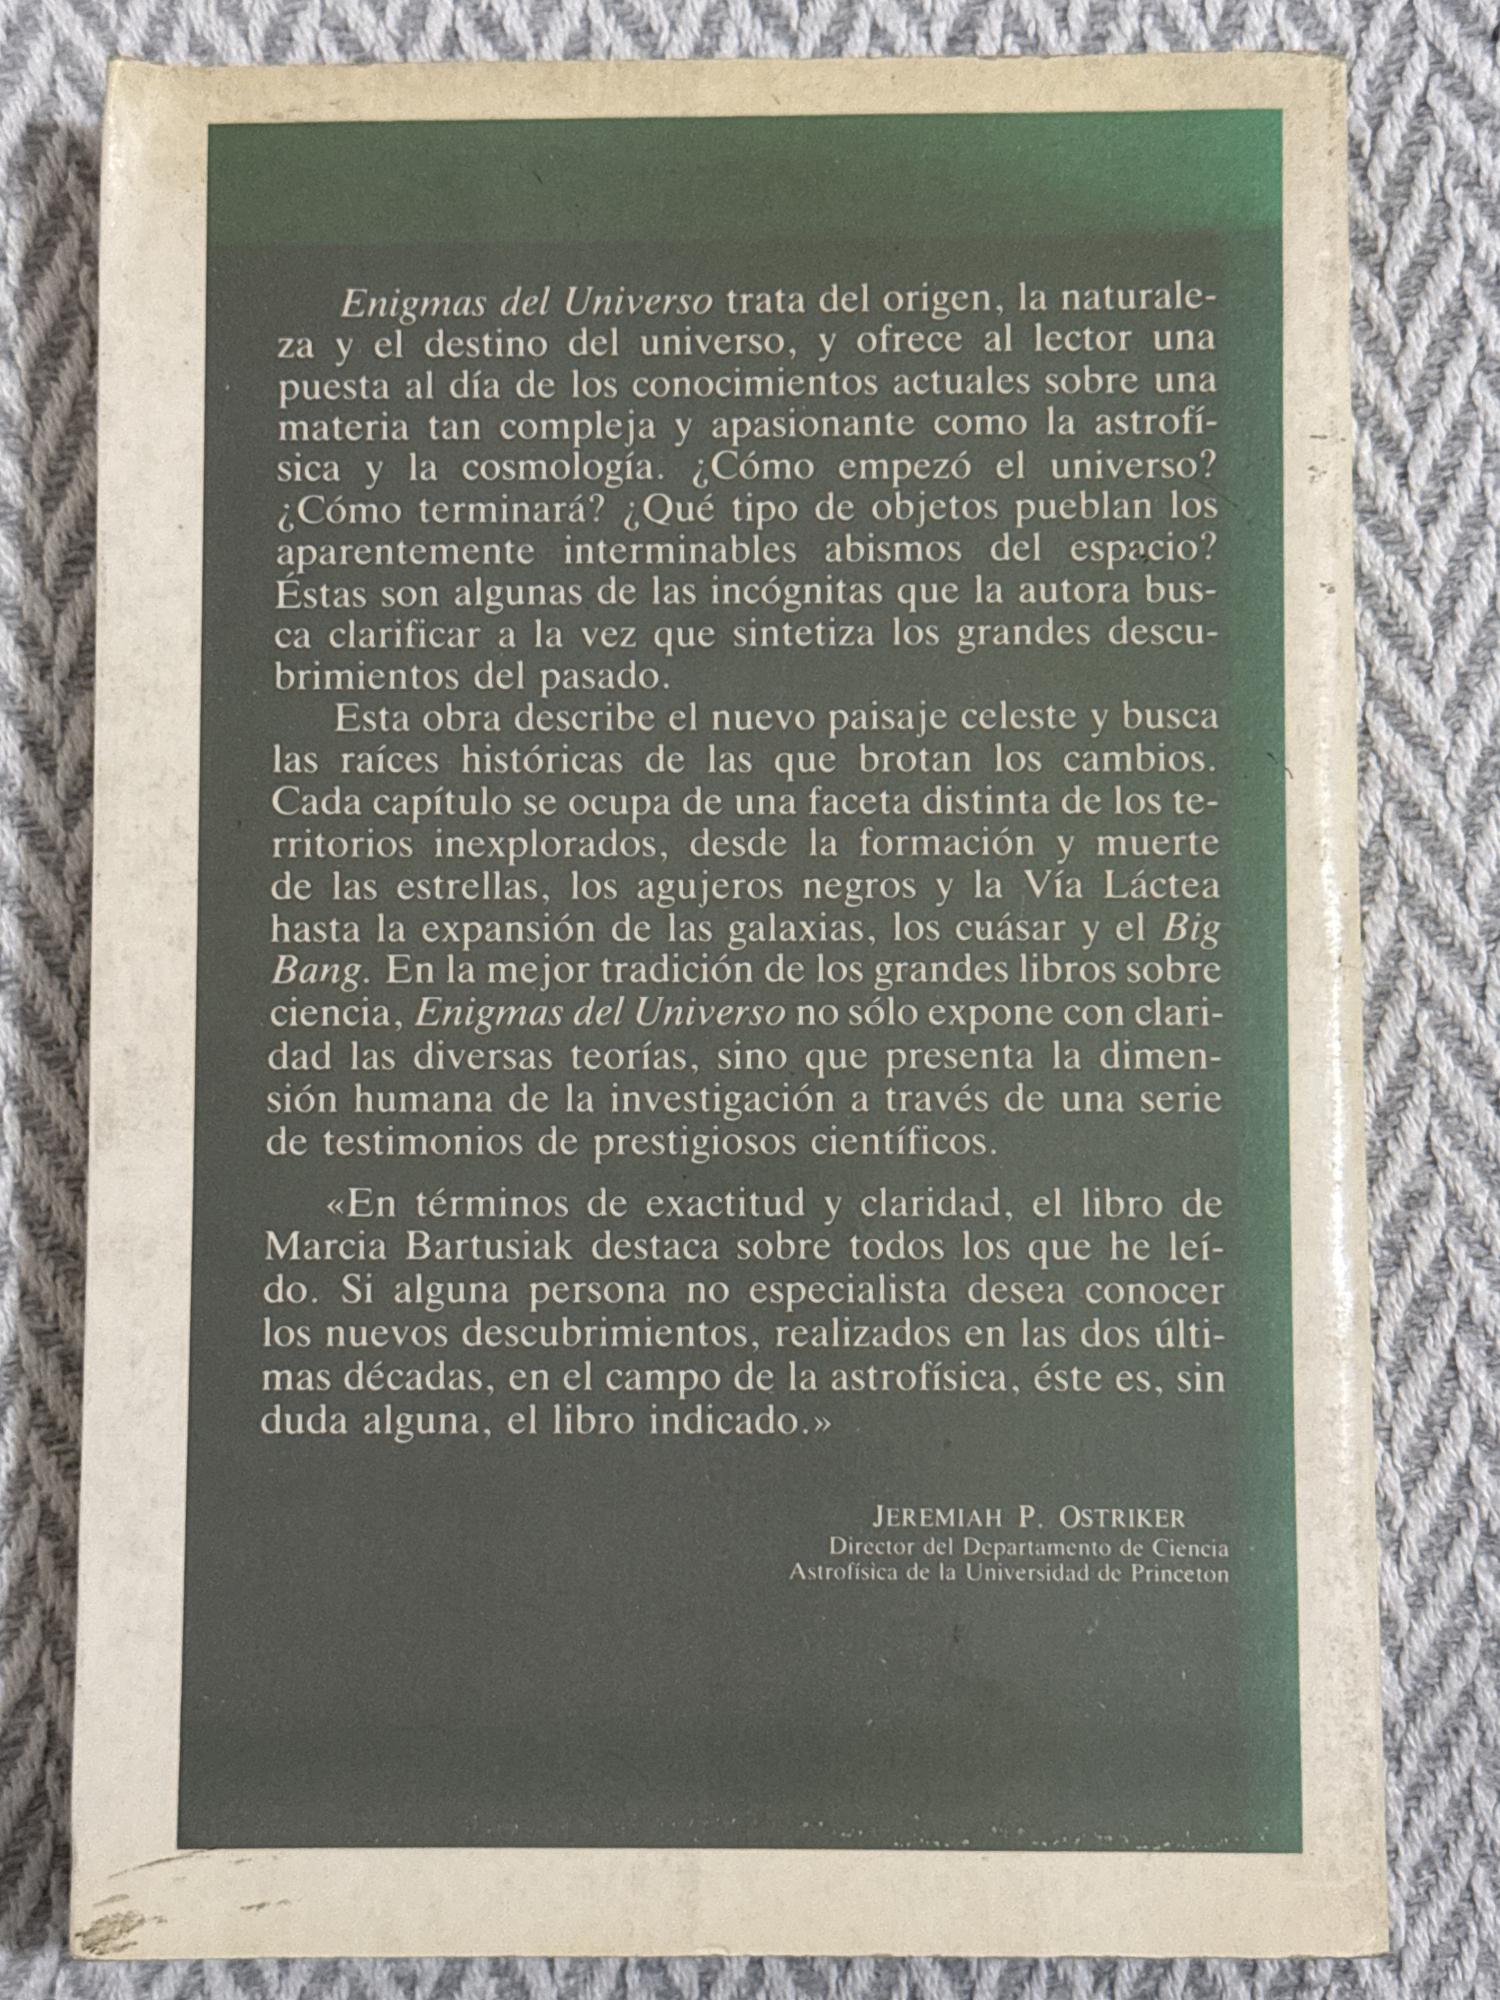 Enigmas del Universo trata del origen, la naturale-
za y el destino del universo, y ofrece al lector una
puesta al día de los conocimientos actuales sobre una
materia tan compleja y apasionante como la astrofí-
sica y la cosmología. ¿Cómo empezó el universo?
¿Cómo terminará? ¿Qué tipo de objetos pueblan los
aparentemente interminables abismos del espacio?
Éstas son algunas de las incógnitas que la autora bus-
ca clarificar a la vez que sintetiza los grandes descu-
brimientos del pasado.
Esta obra describe el nuevo paisaje celeste y busca
las raíces históricas de las que brotan los cambios.
Cada capítulo se ocupa de una faceta distinta de los te-
rritorios inexplorados, desde la formación y muerte
de las estrellas, los agujeros negros y la Vía Láctea
hasta la expansión de las galaxias, los cuásar y el Big
Bang. En la mejor tradición de los grandes libros sobre
ciencia, Enigmas del Universo no sólo expone con clari-
dad las diversas teorías, sino que presenta la dimen-
sión humana de la investigación a través de una serie
de testimonios de prestigiosos científicos.
«En términos de exactitud y claridad, el libro de
Marcia Bartusiak destaca sobre todos los que he leí-
do. Si alguna persona no especialista desea conocer
los nuevos descubrimientos, realizados en las dos últi-
mas décadas, en el campo de la astrofísica, éste es, sin
duda alguna, el libro indicado.»
JEREMIAH P. OSTRIKER
Director del Departamento de Ciencia
Astrofísica de la Universidad de Princeton